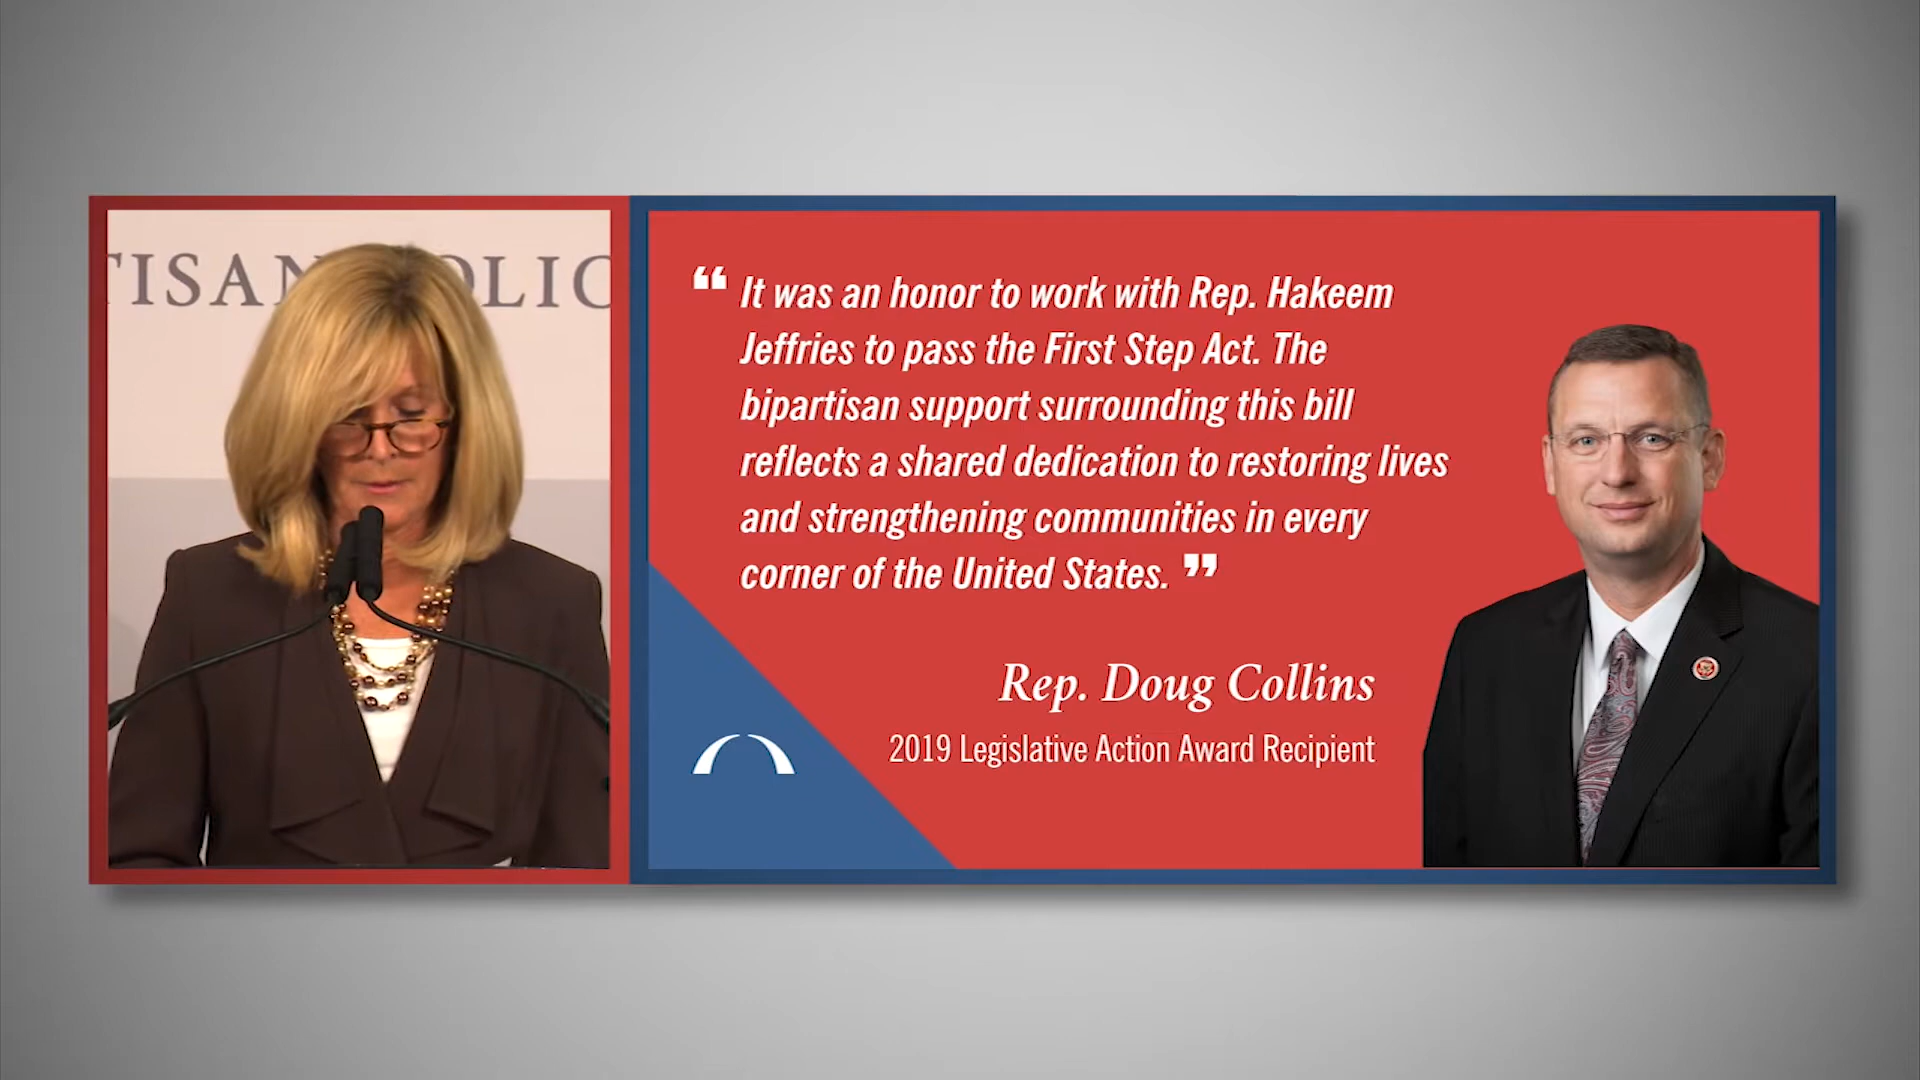 TISAN POLIC
“ It was an honor to work with Rep. Hakeem
Jeffries to pass the First Step Act. The
bipartisan support surrounding this bill
reflects a shared dedication to restoring lives
and strengthening communities in every
corner of the United States. ”
Rep. Doug Collins
2019 Legislative Action Award Recipient